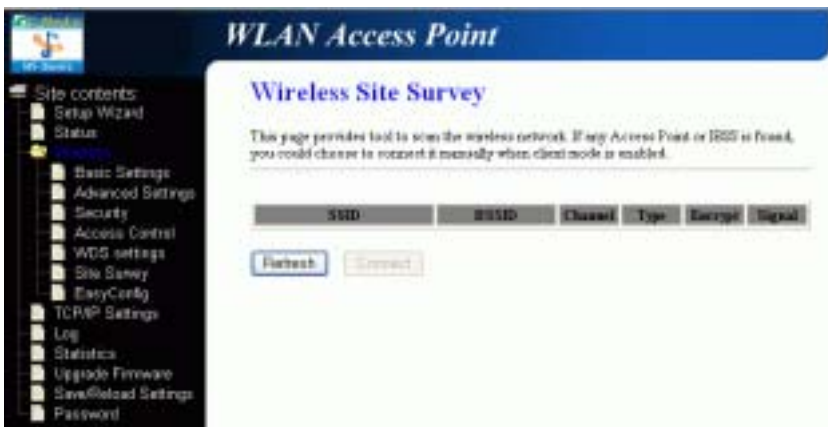 WLAN Access Point
Site contents:
Setup Wizard
Status
Wireless
Basic Settings
Advanced Settings
Security
Access Control
WDS settings
Site Survey
EasyConfig
TCP/IP Settings
Log
Statistics
Upgrade Firmware
Save/Reload Settings
Password
Wireless Site Survey
This page provides tool to scan the wireless network. If any Access Point or IBSS is found,
you could choose to connect it manually when client mode is enabled.
SSID BSSID Channel Type Encrypt Signal
Refresh Connect